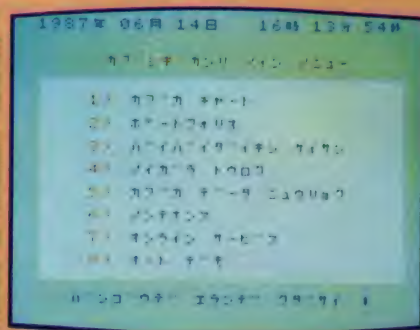 1987年 06月 14日 16時 13分 54秒
カブシキ カンリ メイン メニュー
1) カブカ チャート
2) ポートフォリオ
3) バイバイダイキン ケイサン
4) メイガラ トウロク
5) カブカ データ ニュウリョク
6) メンテナンス
7) オンライン サービス
バンゴウデ エランデ クダサイ